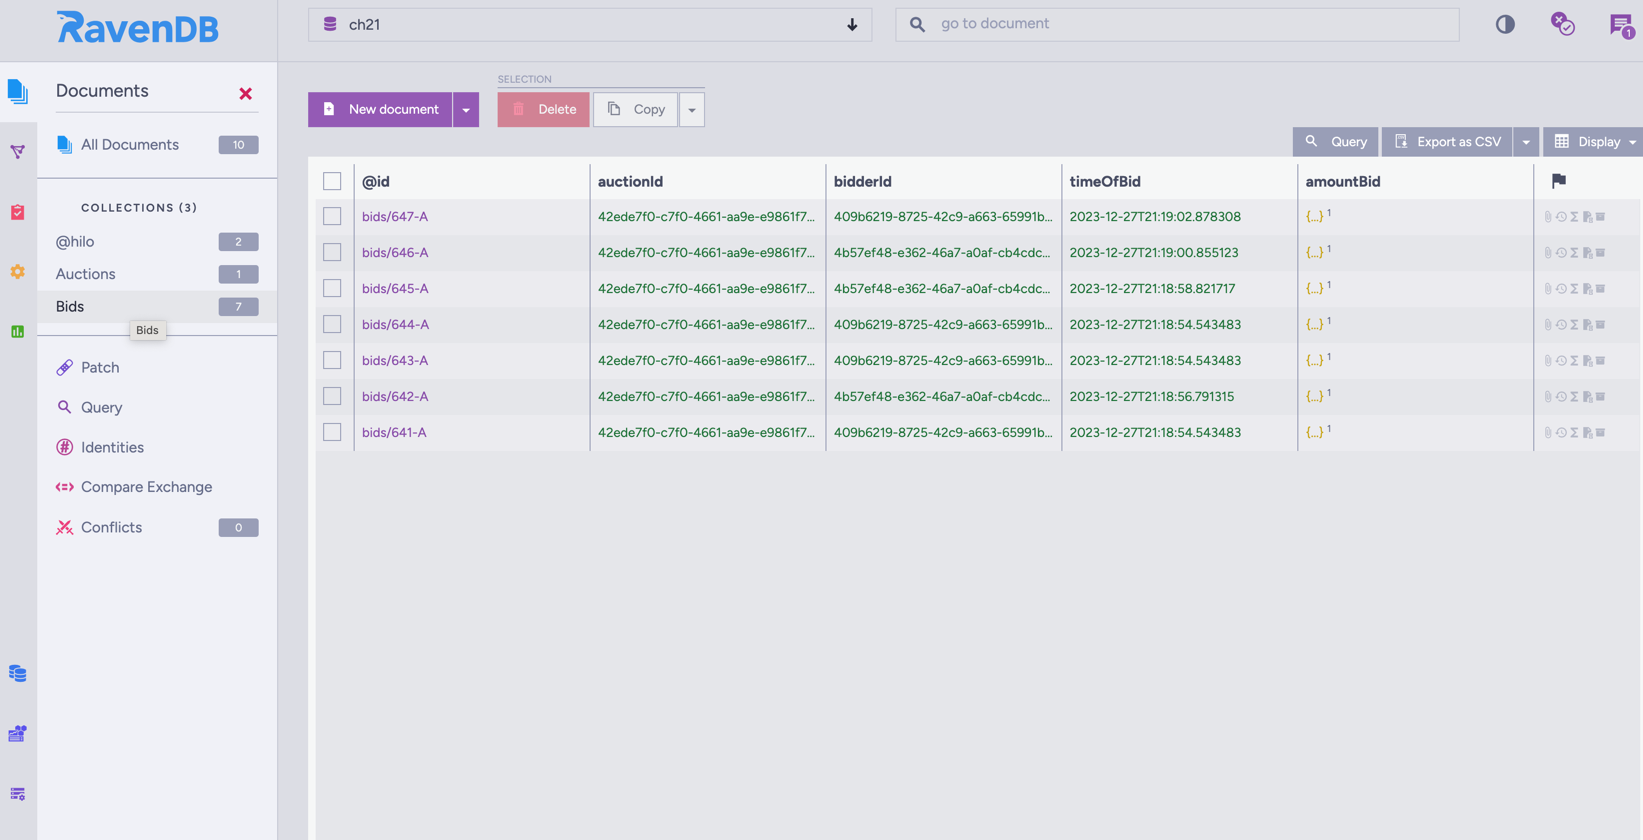 RavenDB
ch21
go to document
1
Documents
All Documents 10
COLLECTIONS (3)
@hilo 2
Auctions 1
Bids 7
Bids
Patch
Query
Identities
Compare Exchange
Conflicts 0
SELECTION
New document
Delete
Copy
Query
Export as CSV
Display
@id auctionId bidderId timeOfBid amountBid
bids/647-A 42ede7f0-c7f0-4661-aa9e-e9861f7... 409b6219-8725-42c9-a663-65991b... 2023-12-27T21:19:02.878308 {...} 1
bids/646-A 42ede7f0-c7f0-4661-aa9e-e9861f7... 4b57ef48-e362-46a7-a0af-cb4cdc... 2023-12-27T21:19:00.855123 {...} 1
bids/645-A 42ede7f0-c7f0-4661-aa9e-e9861f7... 4b57ef48-e362-46a7-a0af-cb4cdc... 2023-12-27T21:18:58.821717 {...} 1
bids/644-A 42ede7f0-c7f0-4661-aa9e-e9861f7... 409b6219-8725-42c9-a663-65991b... 2023-12-27T21:18:54.543483 {...} 1
bids/643-A 42ede7f0-c7f0-4661-aa9e-e9861f7... 409b6219-8725-42c9-a663-65991b... 2023-12-27T21:18:54.543483 {...} 1
bids/642-A 42ede7f0-c7f0-4661-aa9e-e9861f7... 4b57ef48-e362-46a7-a0af-cb4cdc... 2023-12-27T21:18:56.791315 {...} 1
bids/641-A 42ede7f0-c7f0-4661-aa9e-e9861f7... 409b6219-8725-42c9-a663-65991b... 2023-12-27T21:18:54.543483 {...} 1